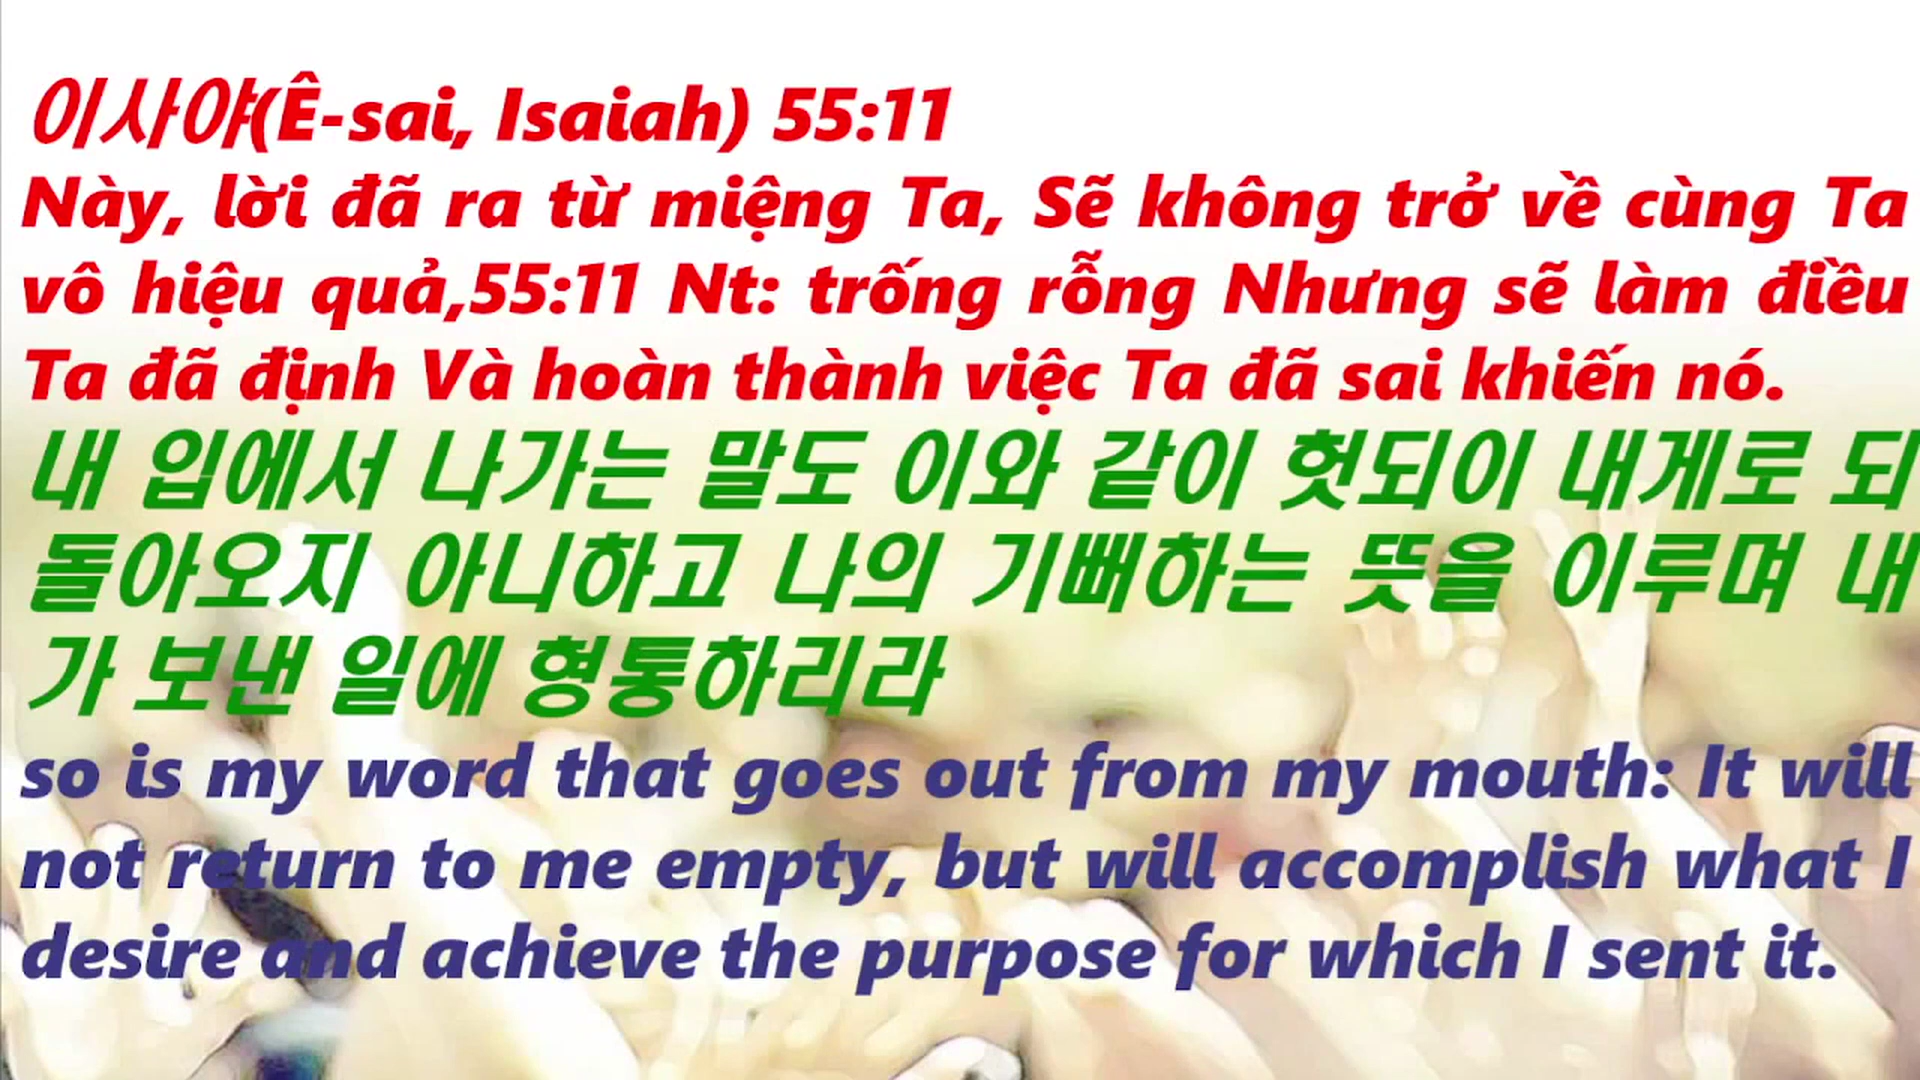 이사야(Ê-sai, Isaiah) 55:11
Này, lời đã ra từ miệng Ta, Sẽ không trở về cùng Ta
vô hiệu quả,55:11 Nt: trống rỗng Nhưng sẽ làm điều
Ta đã định Và hoàn thành việc Ta đã sai khiến nó.
내 입에서 나가는 말도 이와 같이 헛되이 내게로 되
돌아오지 아니하고 나의 기뻐하는 뜻을 이루며 내
가 보낸 일에 형통하리라
so is my word that goes out from my mouth: It will
not return to me empty, but will accomplish what I
desire and achieve the purpose for which I sent it.